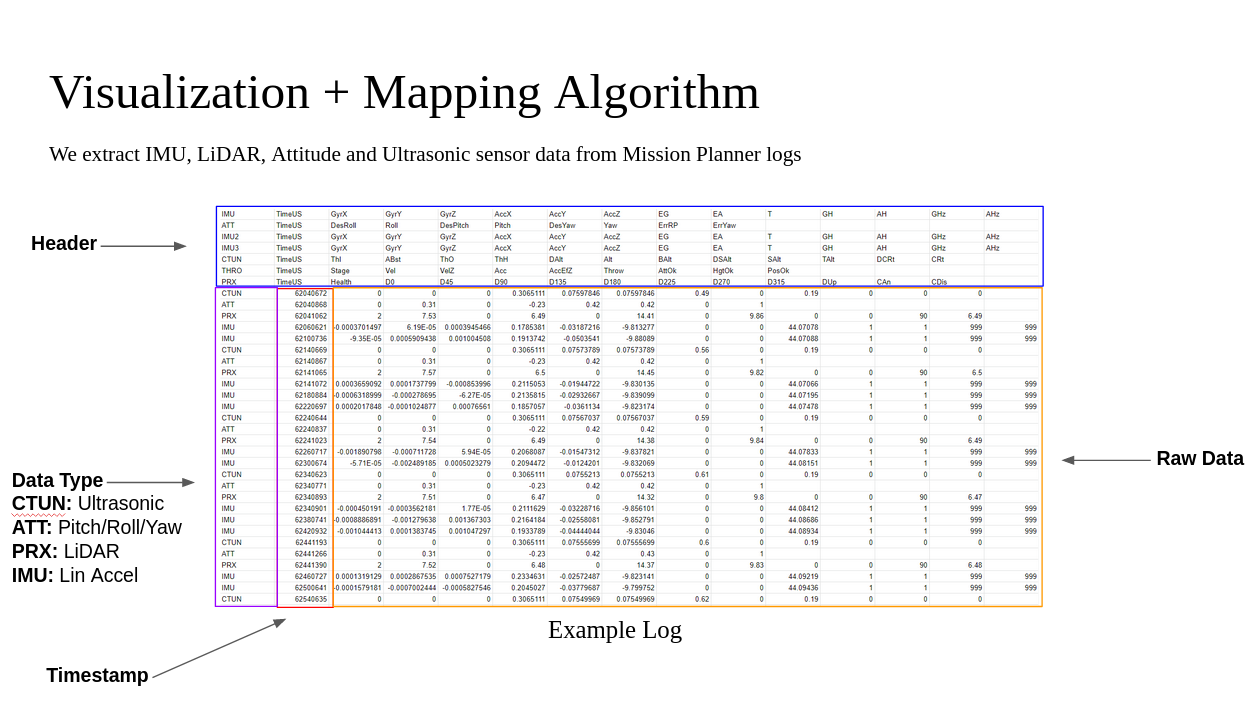 Visualization + Mapping Algorithm
We extract IMU, LiDAR, Attitude and Ultrasonic sensor data from Mission Planner logs
Header
IMU TimeUS GyrX GyrY GyrZ AccX AccY AccZ EG EA T GH AH GHz AHz
ATT TimeUS DesRoll Roll DesPitch Pitch DesYaw Yaw ErrRP ErrYaw
IMU2 TimeUS GyrX GyrY GyrZ AccX AccY AccZ EG EA T GH AH GHz AHz
IMU3 TimeUS GyrX GyrY GyrZ AccX AccY AccZ EG EA T GH AH GHz AHz
CTUN TimeUS ThI ABst ThO ThH DAlt Alt BAlt DSAlt SAlt TAlt DCRt CRt
THRO TimeUS Stage Vel VelZ Acc AccEfZ Throw AttOk HgtOk PosOk
PRX TimeUS Health D0 D45 D90 D135 D180 D225 D270 D315 DUp CAn CDis
CTUN 62040672 0 0 0 0.3065111 0.07597846 0.07597846 0.49 0 0.19 0 0 0
ATT 62040868 0 0.31 0 -0.23 0.42 0.42 0 1
PRX 62041062 2 7.53 0 6.49 0 14.41 0 9.86 0 0 90 6.49
IMU 62060621 -0.0003701497 6.19E-05 0.0003945466 0.1785381 -0.03187216 -9.813277 0 0 44.07078 1 1 999 999
IMU 62100736 -9.35E-05 0.0005909438 0.001004508 0.1913742 -0.0503541 -9.88089 0 0 44.07088 1 1 999 999
CTUN 62140669 0 0 0 0.3065111 0.07573789 0.07573789 0.56 0 0.19 0 0 0
ATT 62140867 0 0.31 0 -0.23 0.42 0.42 0 1
PRX 62141065 2 7.57 0 6.5 0 14.45 0 9.82 0 0 90 6.5
IMU 62141072 0.0003659092 0.0001737799 -0.000853996 0.2115053 -0.01944722 -9.830135 0 0 44.07066 1 1 999 999
IMU 62180884 -0.0006318999 -0.000278695 -6.27E-05 0.2135815 -0.02932667 -9.839099 0 0 44.07195 1 1 999 999
IMU 62220697 -0.0002017848 -0.0001024877 0.00076561 0.1857057 -0.0361134 -9.823174 0 0 44.07478 1 1 999 999
CTUN 62240644 0 0 0 0.3065111 0.07567037 0.07567037 0.59 0 0.19 0 0 0
ATT 62240837 0 0.31 0 -0.22 0.42 0.42 0 1
PRX 62241023 2 7.54 0 6.49 0 14.38 0 9.84 0 0 90 6.49
IMU 62260717 -0.001890798 -0.000711728 5.94E-05 0.2068087 -0.01547312 -9.837821 0 0 44.07833 1 1 999 999
IMU 62300674 -5.71E-05 -0.002489185 0.0005023279 0.2094472 -0.0124201 -9.832069 0 0 44.08151 1 1 999 999
CTUN 62340623 0 0 0 0.3065111 0.0755213 0.0755213 0.61 0 0.19 0 0 0
ATT 62340771 0 0.31 0 -0.23 0.42 0.42 0 1
PRX 62340893 2 7.51 0 6.47 0 14.32 0 9.8 0 0 90 6.47
IMU 62340901 -0.000450191 -0.0003562181 1.77E-05 0.2111629 -0.03228716 -9.856101 0 0 44.08412 1 1 999 999
IMU 62380741 -0.0008886891 -0.001279638 0.001367303 0.2164184 -0.02558081 -9.852791 0 0 44.08686 1 1 999 999
IMU 62420932 -0.001044413 0.0001383745 0.001047297 0.1933789 -0.04444044 -9.83046 0 0 44.08934 1 1 999 999
CTUN 62441193 0 0 0 0.3065111 0.07555699 0.07555699 0.6 0 0.19 0 0 0
ATT 62441266 0 0.31 0 -0.23 0.42 0.43 0 1
PRX 62441390 2 7.52 0 6.48 0 14.37 0 9.83 0 0 90 6.48
IMU 62460727 0.0001319129 0.0002867535 0.0007527179 0.2334631 -0.02572487 -9.823141 0 0 44.09219 1 1 999 999
IMU 62500641 -0.0001579181 -0.0007002444 -0.0005827546 0.2045027 -0.03779687 -9.799752 0 0 44.09436 1 1 999 999
CTUN 62540635 0 0 0 0.3065111 0.07549969 0.07549969 0.62 0 0.19 0 0 0
Raw Data
Data Type
CTUN: Ultrasonic
ATT: Pitch/Roll/Yaw
PRX: LiDAR
IMU: Lin Accel
Example Log
Timestamp